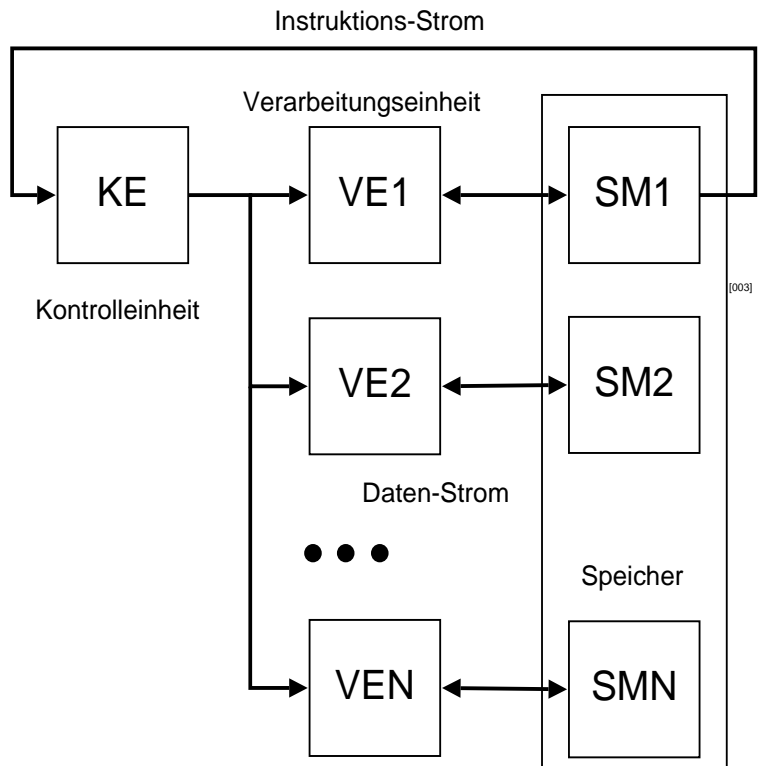 Instruktions-Strom
Verarbeitungseinheit
KE
VE1
SM1
[003]
Kontrolleinheit
VE2
SM2
Daten-Strom
Speicher
VEN
SMN